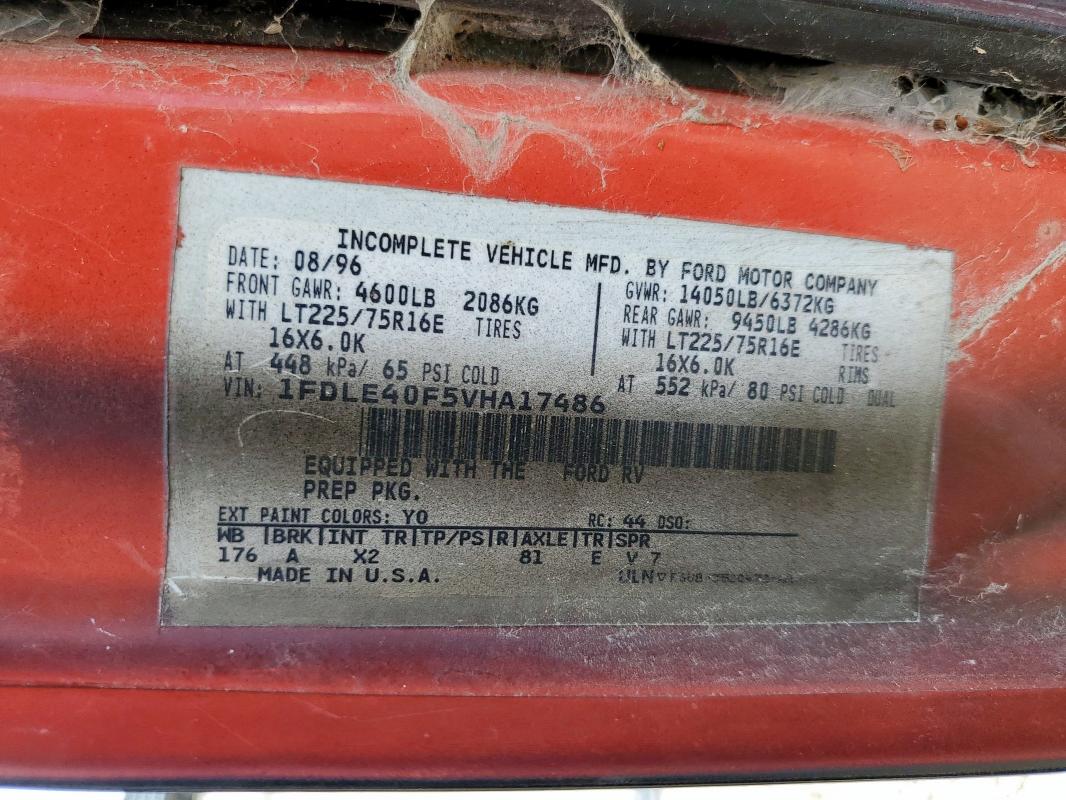 INCOMPLETE VEHICLE MFD. BY FORD MOTOR COMPANY
DATE: 08/96
FRONT GAWR: 4600LB 2086KG
WITH LT225/75R16E TIRES
16X6.0K
AT 448 kPa/ 65 PSI COLD
GVWR: 14050LB/6372KG
REAR GAWR: 9450LB 4286KG
WITH LT225/75R16E TIRES
16X6.0K RIMS
AT 552 kPa/ 80 PSI COLD DUAL
VIN: 1FDLE40F5VHA17486
EQUIPPED WITH THE FORD RV
PREP PKG.
EXT PAINT COLORS: YO RC: 44 DSO:
WB |BRK|INT TR|TP/PS|R|AXLE|TR|SPR
176 A X2 81 E V 7
MADE IN U.S.A.